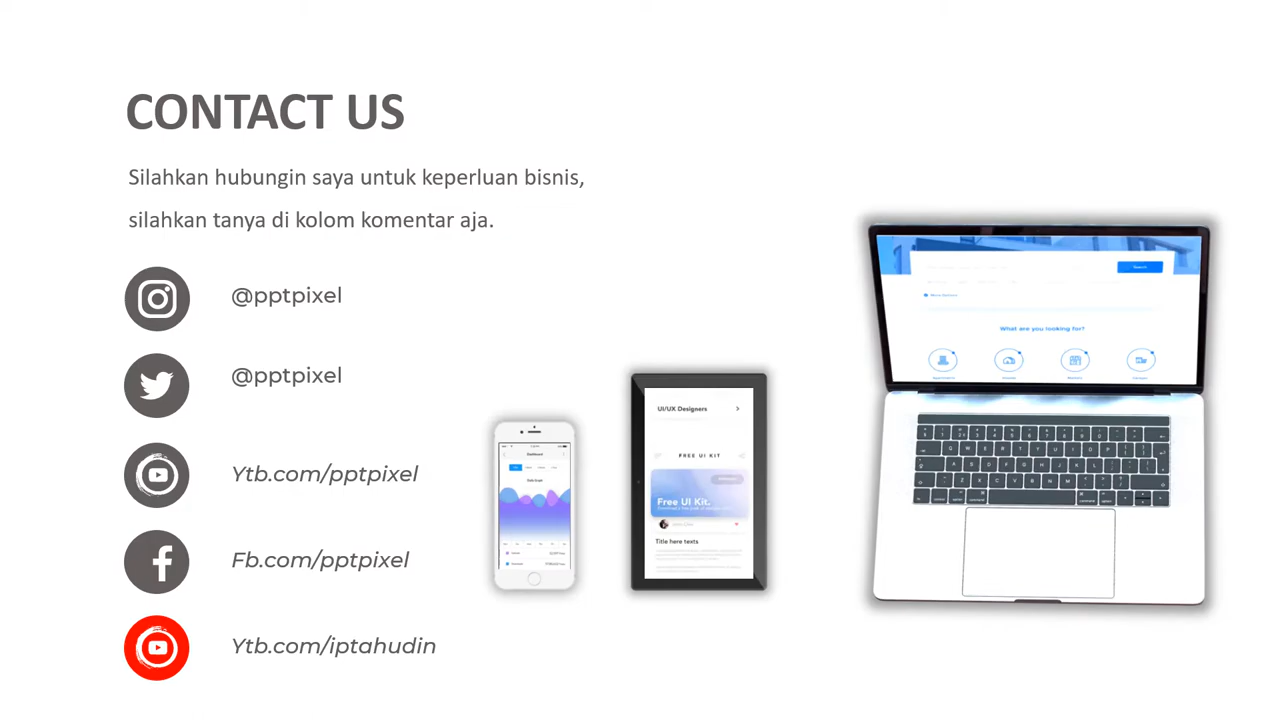 CONTACT US
Silahkan hubungin saya untuk keperluan bisnis,
silahkan tanya di kolom komentar aja.
@pptpixel
@pptpixel
Ytb.com/pptpixel
Fb.com/pptpixel
Ytb.com/iptahudin
Dashboard
UI/UX Designers
FREE UI KIT
Free UI Kit.
Title here texts
What are you looking for?